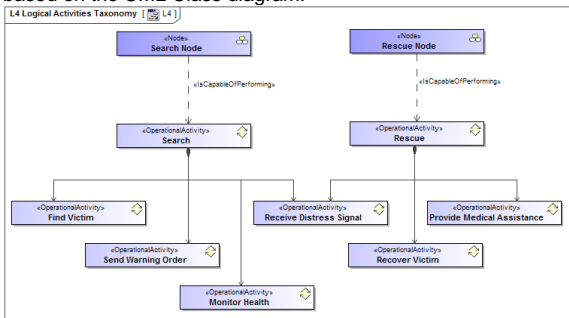 based on the UML Class diagram.
L4 Logical Activities Taxonomy [ L4 ]
«Node»
Search Node
«Node»
Rescue Node
«IsCapableOfPerforming»
«IsCapableOfPerforming»
«OperationalActivity»
Search
«OperationalActivity»
Rescue
«OperationalActivity»
Find Victim
«OperationalActivity»
Receive Distress Signal
«OperationalActivity»
Provide Medical Assistance
«OperationalActivity»
Send Warning Order
«OperationalActivity»
Recover Victim
«OperationalActivity»
Monitor Health